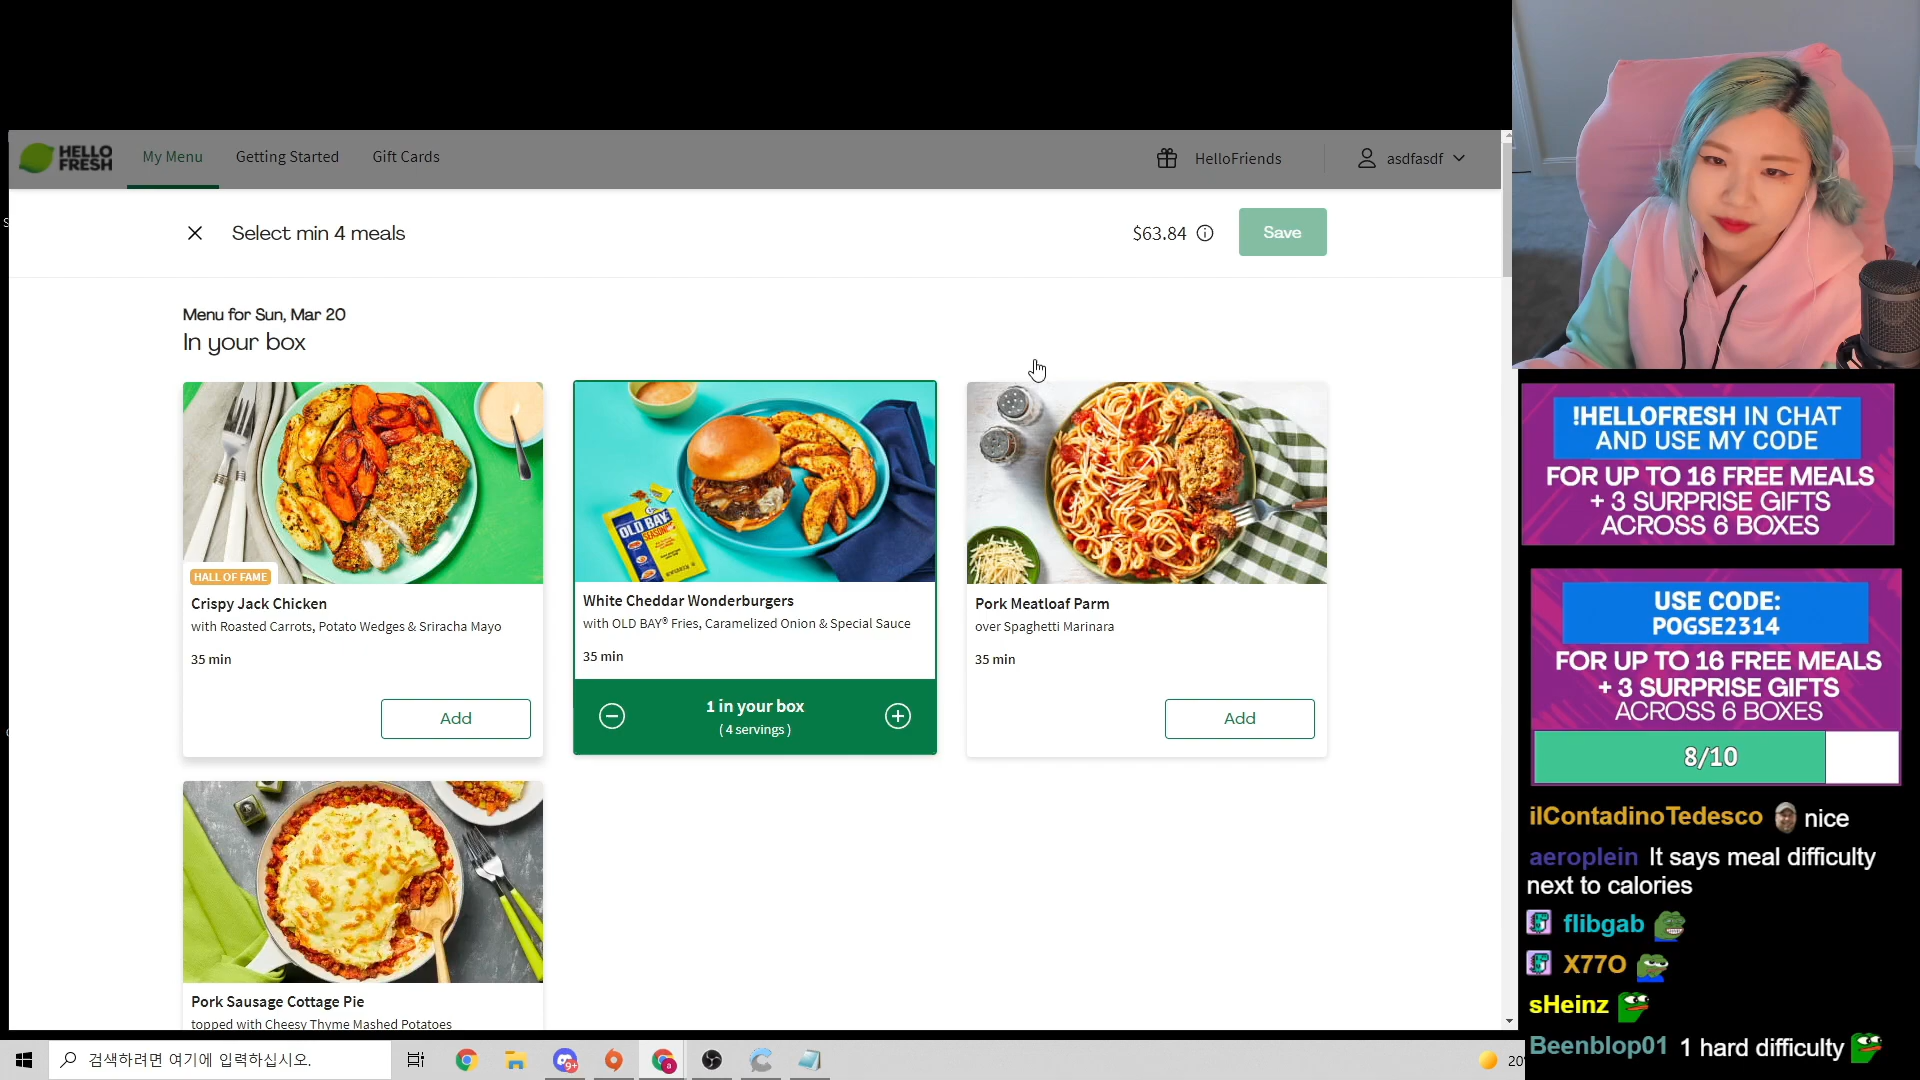 HELLO
FRESH
My Menu
Getting Started
Gift Cards
HelloFriends
asdfasdf
Select min 4 meals
$63.84
Save
Menu for Sun, Mar 20
In your box
OLD BAY
HALL OF FAME
Crispy Jack Chicken
with Roasted Carrots, Potato Wedges & Sriracha Mayo
35 min
Add
White Cheddar Wonderburgers
with OLD BAY® Fries, Caramelized Onion & Special Sauce
35 min
1 in your box
( 4 servings )
Pork Meatloaf Parm
over Spaghetti Marinara
35 min
Add
Pork Sausage Cottage Pie
topped with Cheesy Thyme Mashed Potatoes
검색하려면 여기에 입력하십시오.
9+
a
20
!HELLOFRESH IN CHAT
AND USE MY CODE
FOR UP TO 16 FREE MEALS
+ 3 SURPRISE GIFTS
ACROSS 6 BOXES
USE CODE:
POGSE2314
FOR UP TO 16 FREE MEALS
+ 3 SURPRISE GIFTS
ACROSS 6 BOXES
8/10
ilContadinoTedesco nice
aeroplein It says meal difficulty
next to calories
flibgab
X77O
sHeinz
Beenblop01 1 hard difficulty